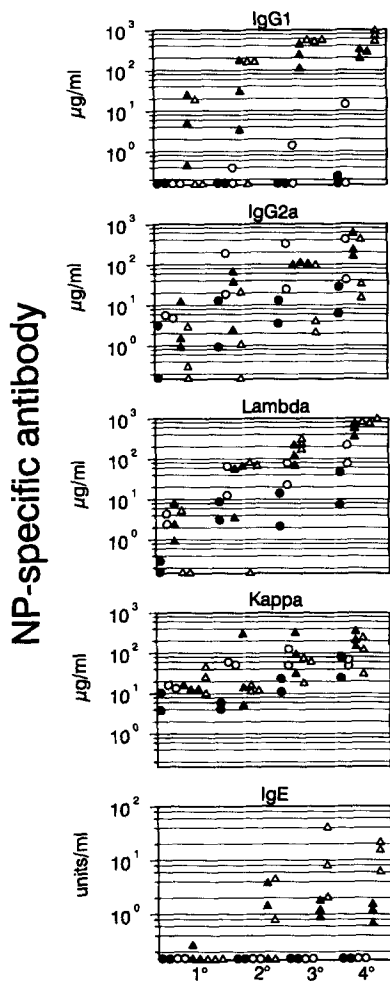 NP-specific antibody
IgG1
10³
10²
10¹
10⁰
µg/ml
IgG2a
10³
10²
10¹
10⁰
µg/ml
Lambda
10³
10²
10¹
10⁰
µg/ml
Kappa
10³
10²
10¹
10⁰
µg/ml
IgE
10²
10¹
10⁰
units/ml
1° 2° 3° 4°